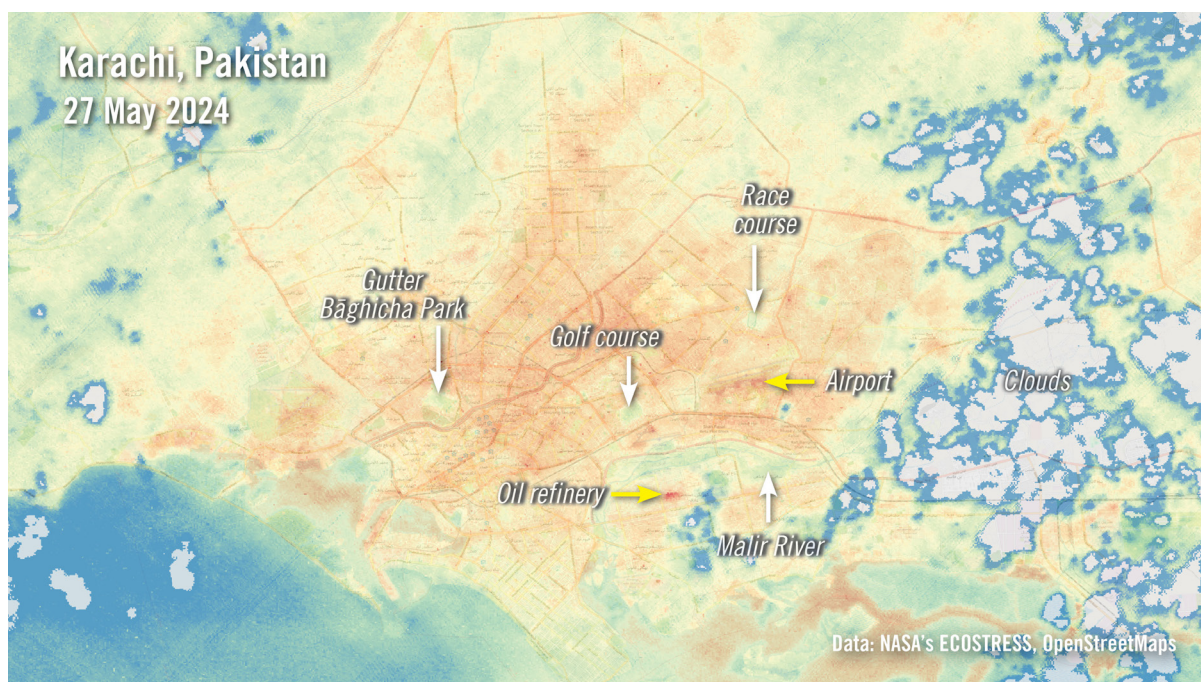 Karachi, Pakistan
27 May 2024
Race
course
Gutter
Bāghicha Park
Golf course
Airport
Clouds
Oil refinery
Malir River
Data: NASA's ECOSTRESS, OpenStreetMaps